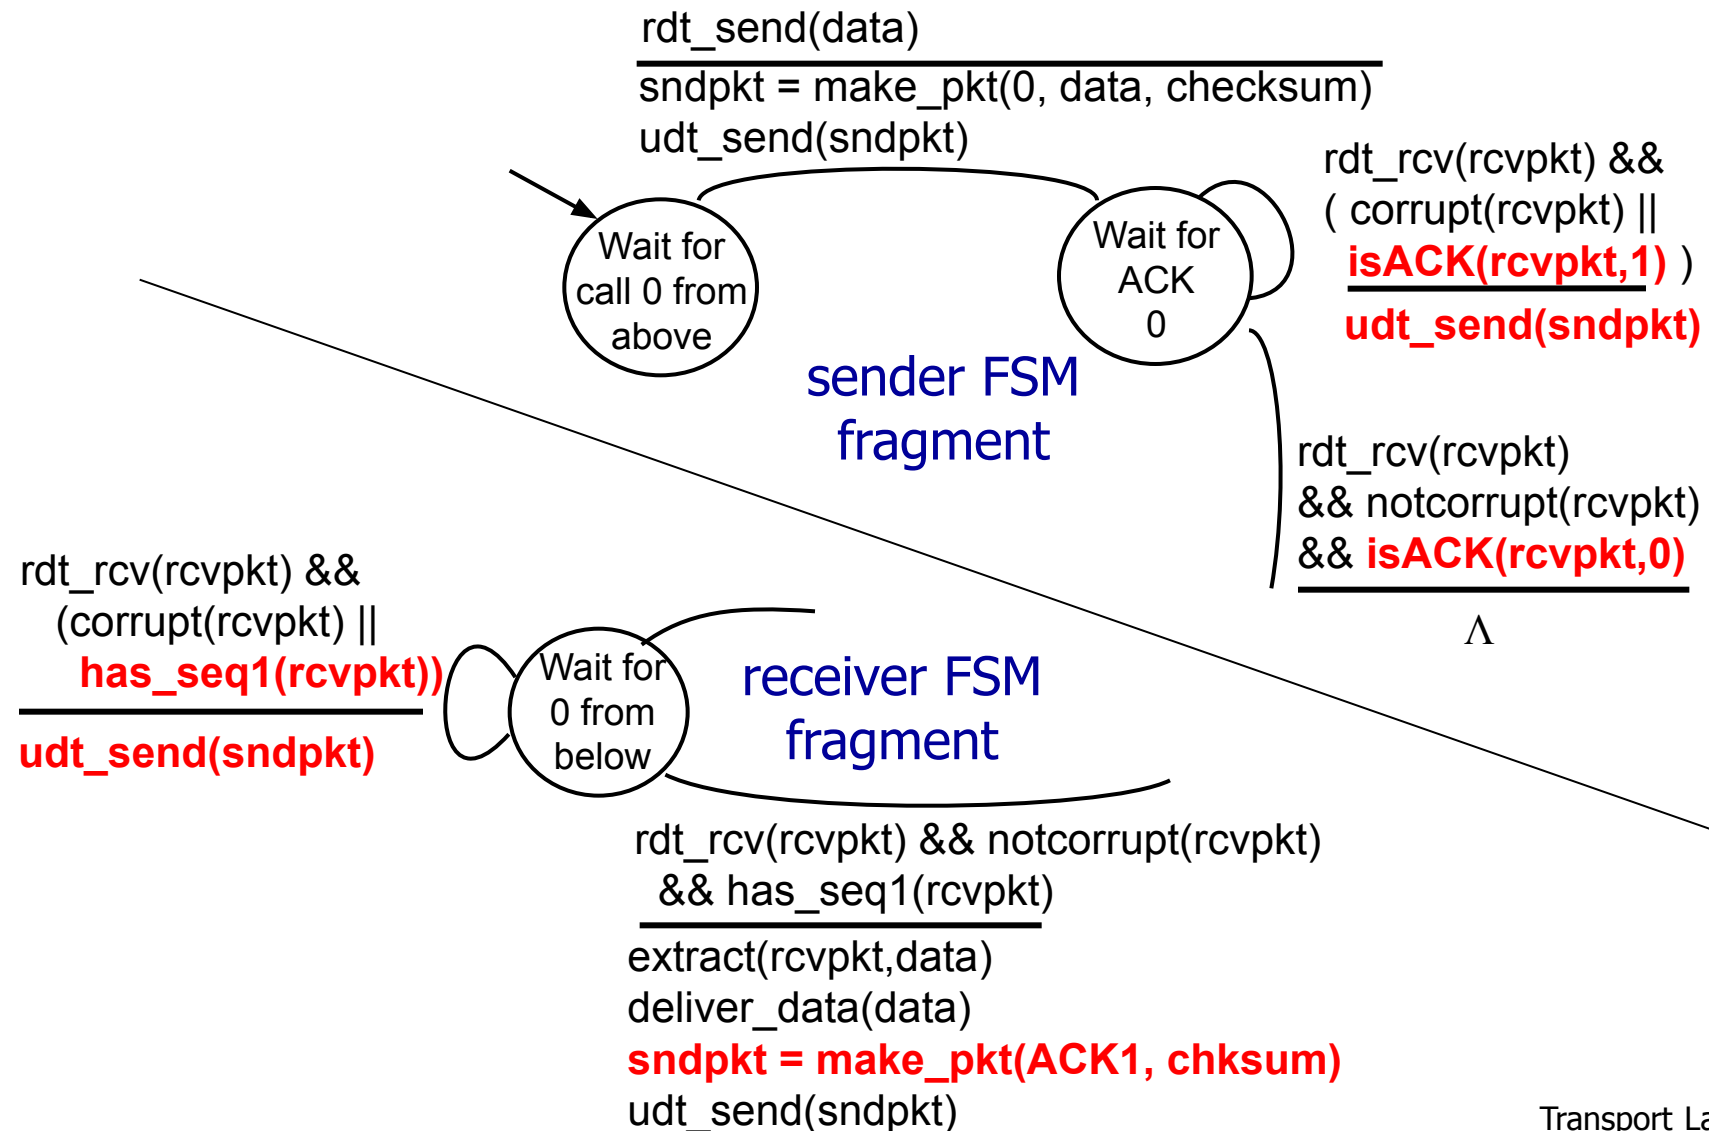 rdt_send(data)
sndpkt = make_pkt(0, data, checksum)
udt_send(sndpkt)
Wait for
call 0 from
above
Wait for
ACK
0
rdt_rcv(rcvpkt) &&
( corrupt(rcvpkt) ||
isACK(rcvpkt,1) )
udt_send(sndpkt)
sender FSM
fragment
rdt_rcv(rcvpkt)
&& notcorrupt(rcvpkt)
&& isACK(rcvpkt,0)
Λ
rdt_rcv(rcvpkt) &&
(corrupt(rcvpkt) ||
has_seq1(rcvpkt))
udt_send(sndpkt)
Wait for
0 from
below
receiver FSM
fragment
rdt_rcv(rcvpkt) && notcorrupt(rcvpkt)
&& has_seq1(rcvpkt)
extract(rcvpkt,data)
deliver_data(data)
sndpkt = make_pkt(ACK1, chksum)
udt_send(sndpkt)
Transport La